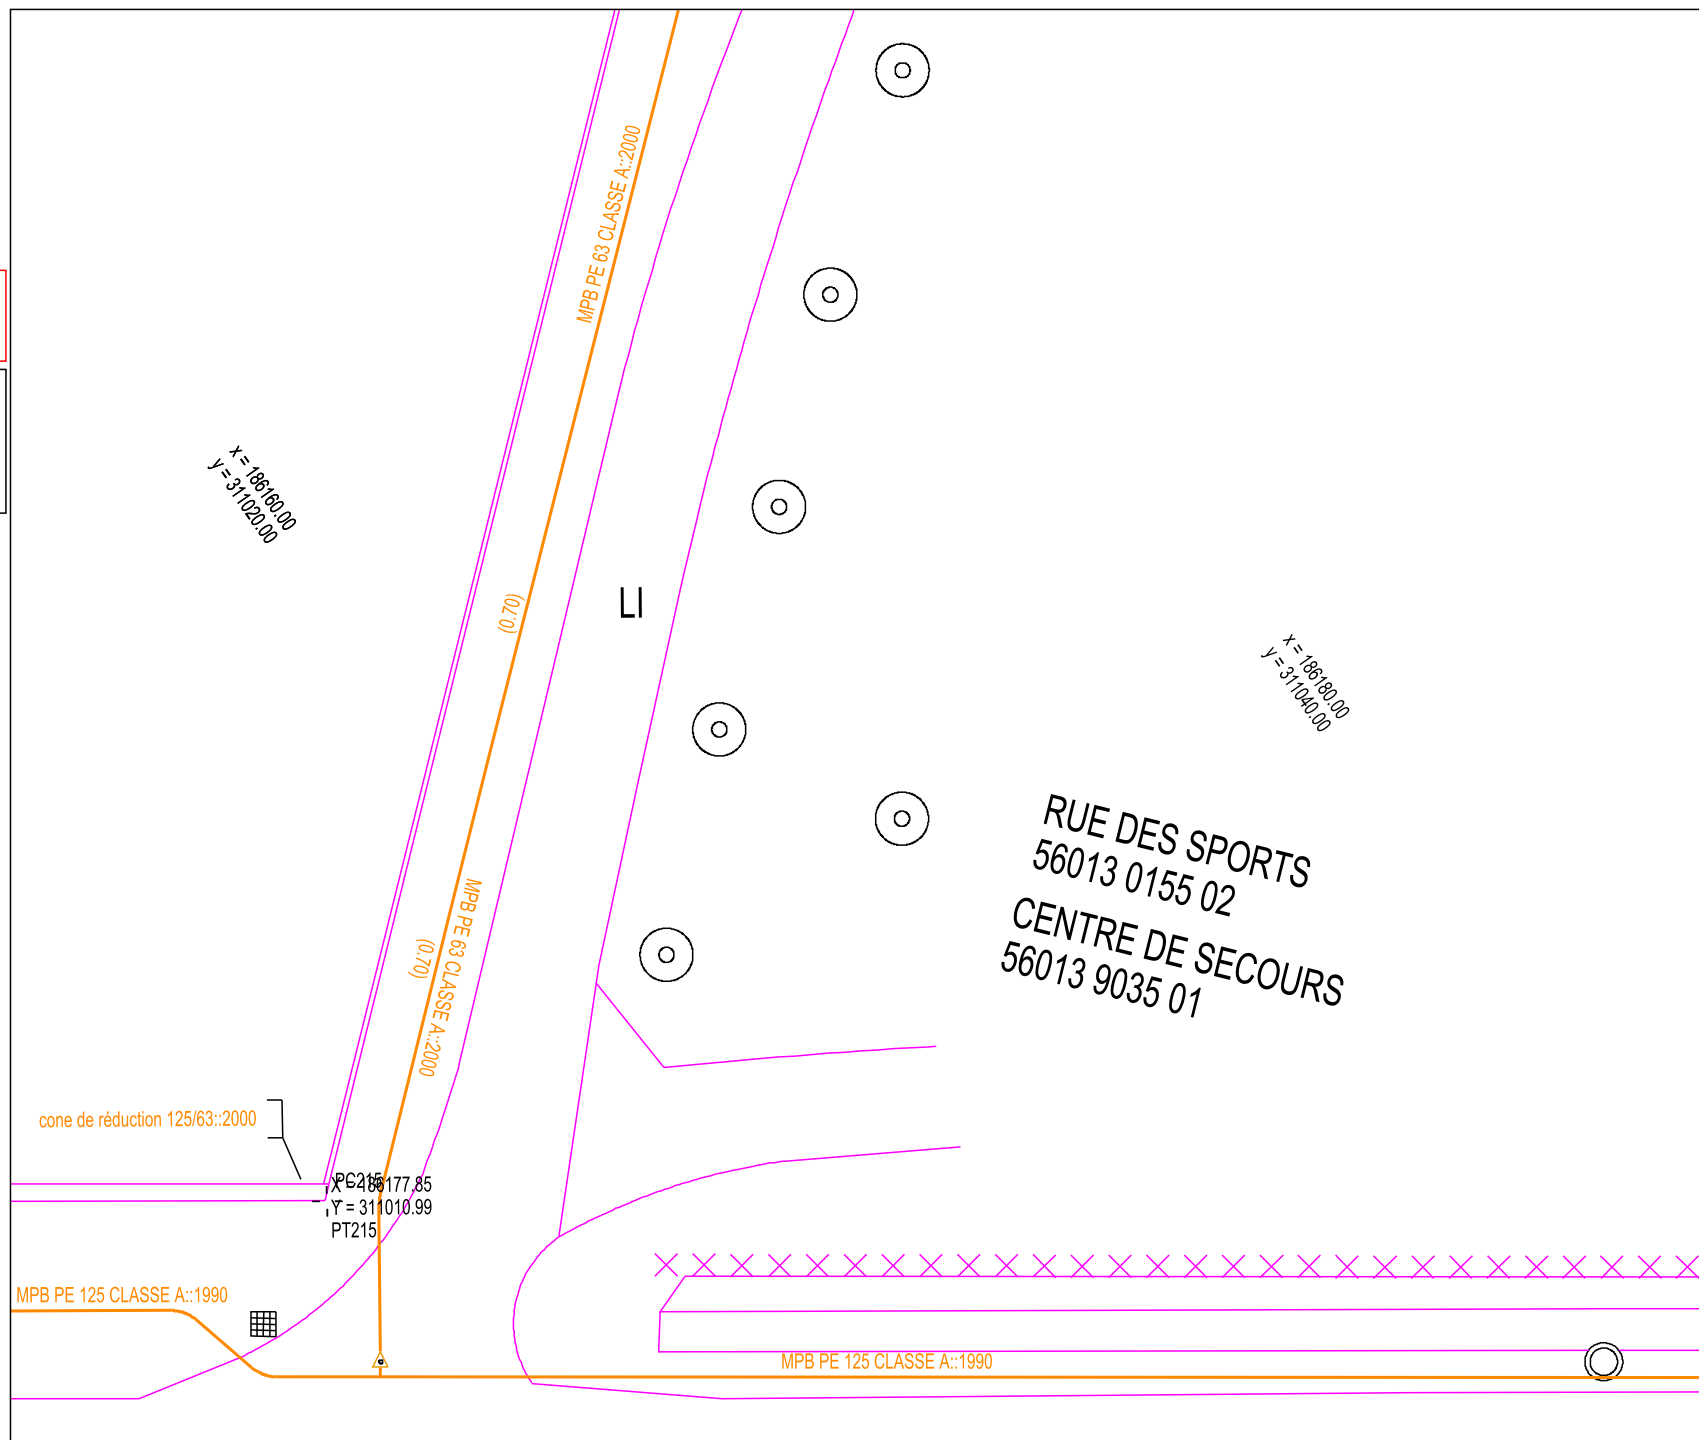 MPB PE 63 CLASSE A::2000
x = 186160.00
y = 311020.00
(0.70)
LI
x = 186180.00
y = 311040.00
RUE DES SPORTS
56013 0155 02
CENTRE DE SECOURS
56013 9035 01
MPB PE 63 CLASSE A::2000
(0.70)
cone de réduction 125/63::2000
PC215
X = 186177.85
Y = 311010.99
PT215
MPB PE 125 CLASSE A::1990
MPB PE 125 CLASSE A::1990